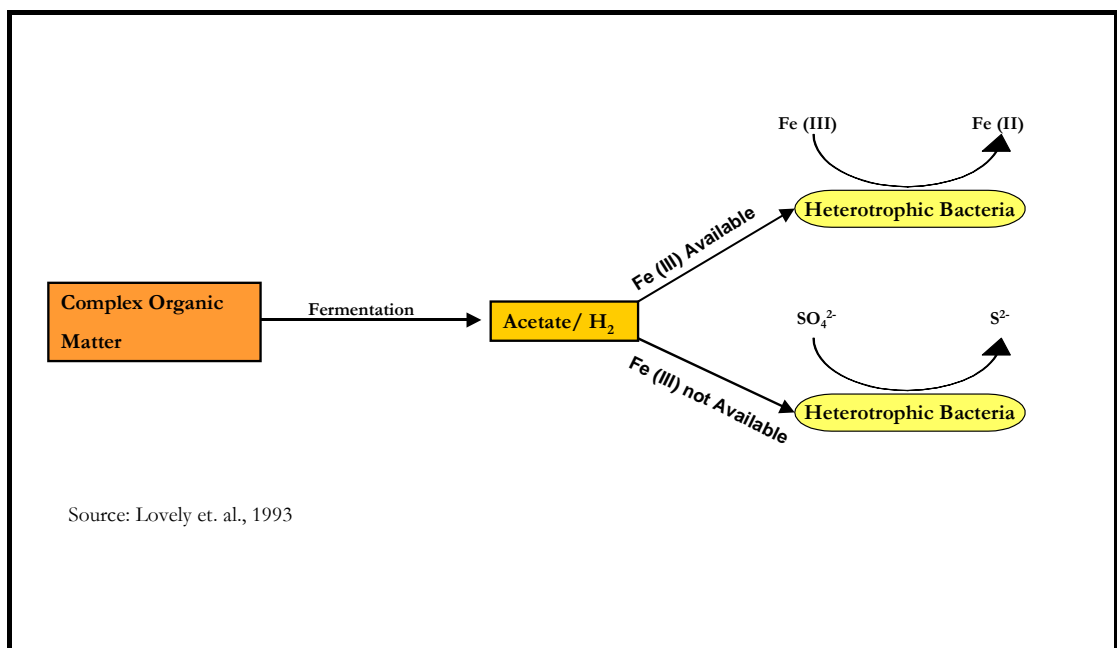 Fe (III)
Fe (II)
Heterotrophic Bacteria
Fe (III) Available
Complex Organic
Matter
Fermentation
Acetate/ H₂
SO₄²⁻
S²⁻
Fe (III) not Available
Heterotrophic Bacteria
Source: Lovely et. al., 1993